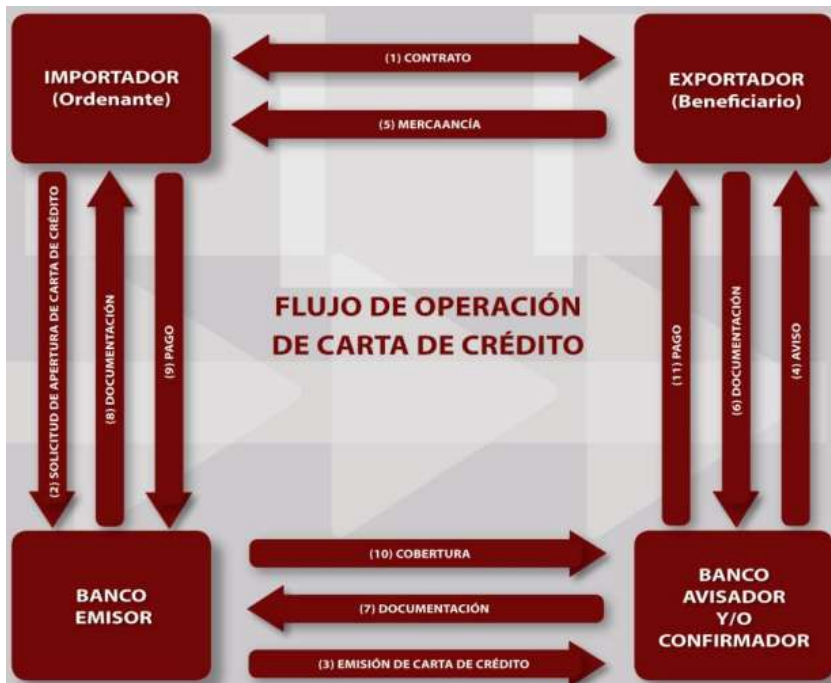 IMPORTADOR
(Ordenante)
(1) CONTRATO
(5) MERCAANCÍA
EXPORTADOR
(Beneficiario)
(2) SOLICITUD DE APERTURA DE CARTA DE CRÉDITO
(8) DOCUMENTACIÓN
(9) PAGO
FLUJO DE OPERACIÓN
DE CARTA DE CRÉDITO
(11) PAGO
(6) DOCUMENTACIÓN
(4) AVISO
BANCO
EMISOR
(10) COBERTURA
(7) DOCUMENTACIÓN
(3) EMISIÓN DE CARTA DE CRÉDITO
BANCO
AVISADOR
Y/O
CONFIRMADOR